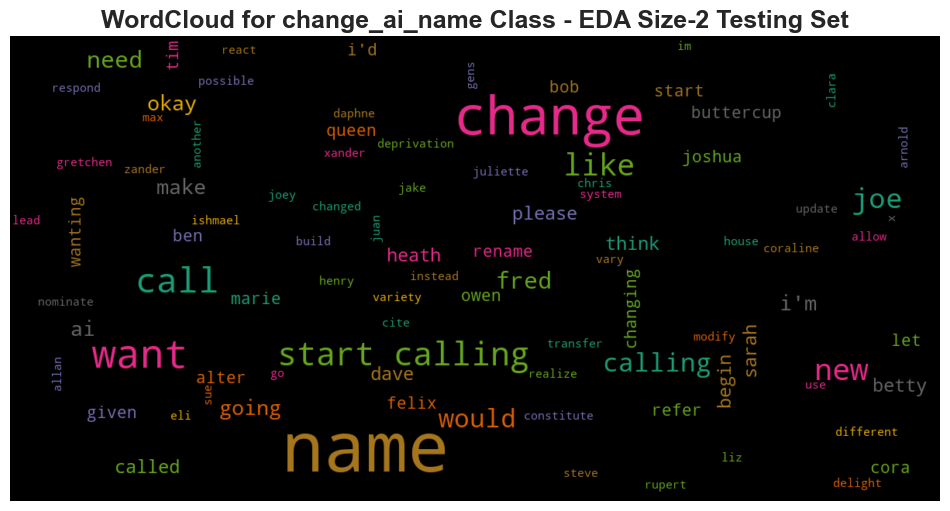 WordCloud for change_ai_name Class - EDA Size-2 Testing Set
need
tim
react
i'd
im
respond
possible
gens
bob
start
clara
okay
max
another
daphne
queen
change
buttercup
arnold
gretchen
zander
xander
deprivation
juliette
like
joshua
make
joey
jake
chris
system
joe
lead
wanting
ishmael
changed
juan
please
update
x
ben
build
heath
rename
think
house
allow
vary
coraline
call
henry
instead
fred
changing
nominate
marie
variety
owen
i'm
ai
cite
want
start calling
transfer
calling
modify
sarah
let
allan
alter
go
dave
realize
begin
new
use
betty
given
eli
sue
going
felix
would
constitute
refer
different
name
called
steve
liz
cora
rupert
delight